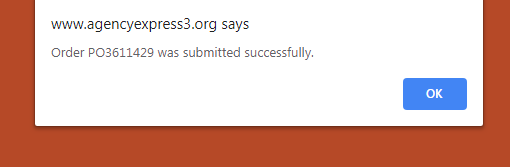 www.agencyexpress3.org says
Order PO3611429 was submitted successfully.
OK